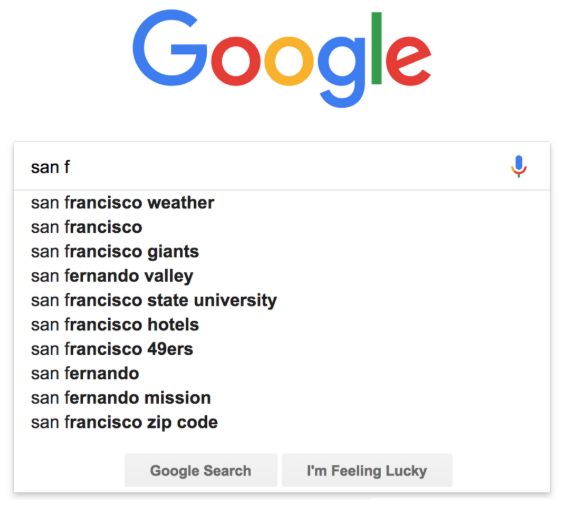 Google
san f
san francisco weather
san francisco
san francisco giants
san fernando valley
san francisco state university
san francisco hotels
san francisco 49ers
san fernando
san fernando mission
san francisco zip code
Google Search I'm Feeling Lucky